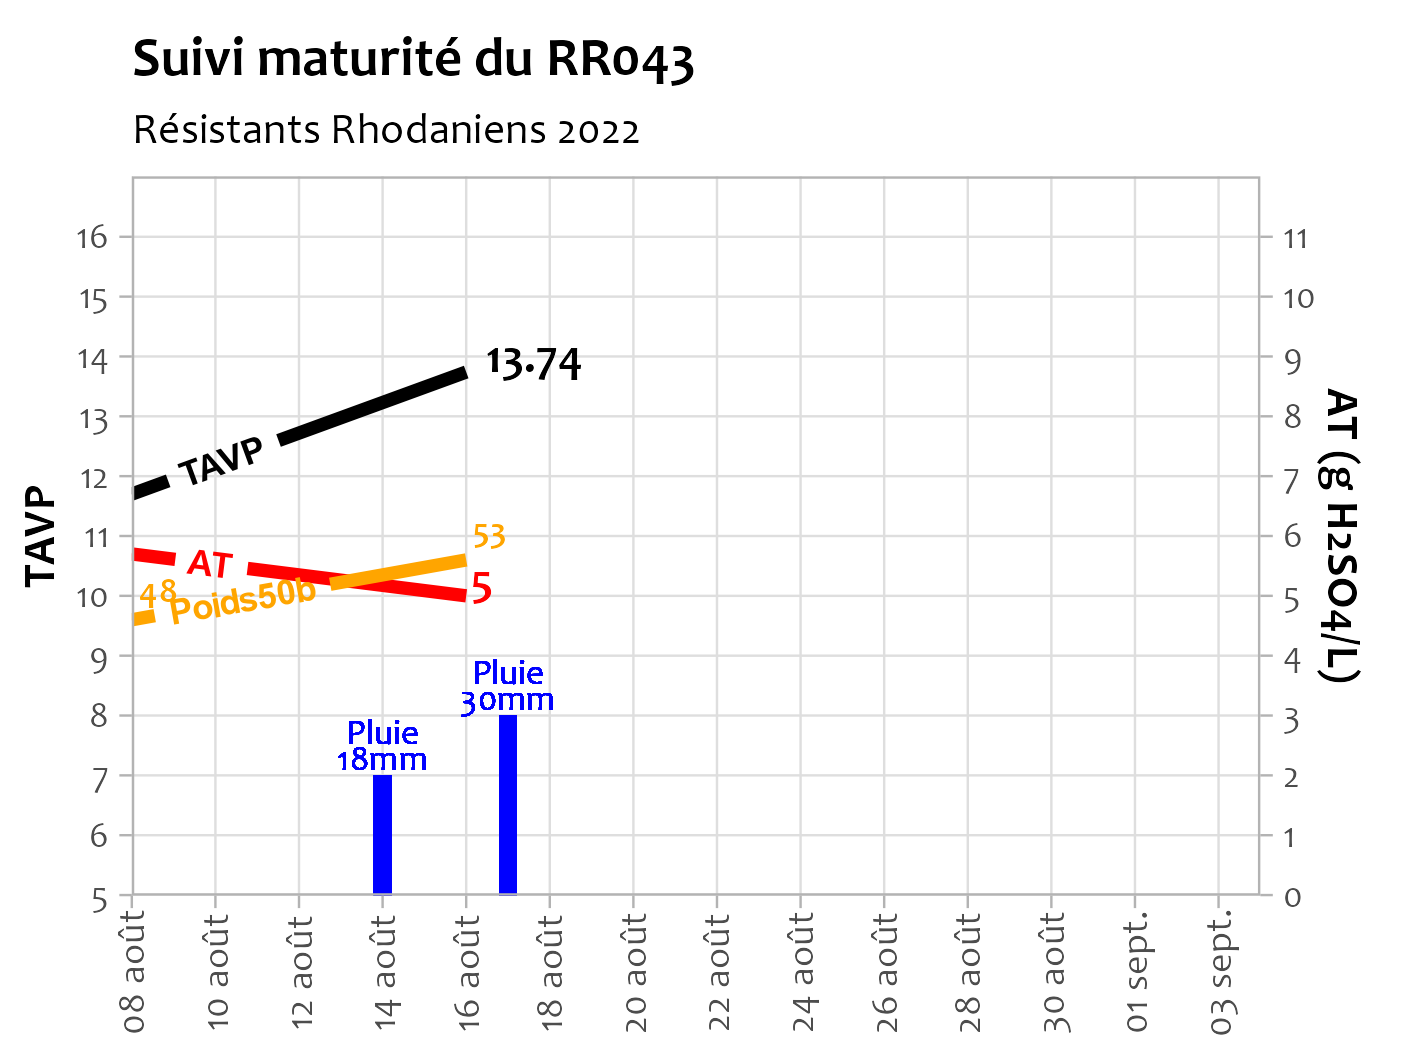 Suivi maturité du RR043
Résistants Rhodaniens 2022
16
15
14
13
12
11
10
9
8
7
6
5
TAVP
11
10
9
8
7
6
5
4
3
2
1
0
AT (g H2SO4/L)
13.74
TAVP
53
AT
5
48
Poids50b
Pluie
30mm
Pluie
18mm
08 août
10 août
12 août
14 août
16 août
18 août
20 août
22 août
24 août
26 août
28 août
30 août
01 sept.
03 sept.